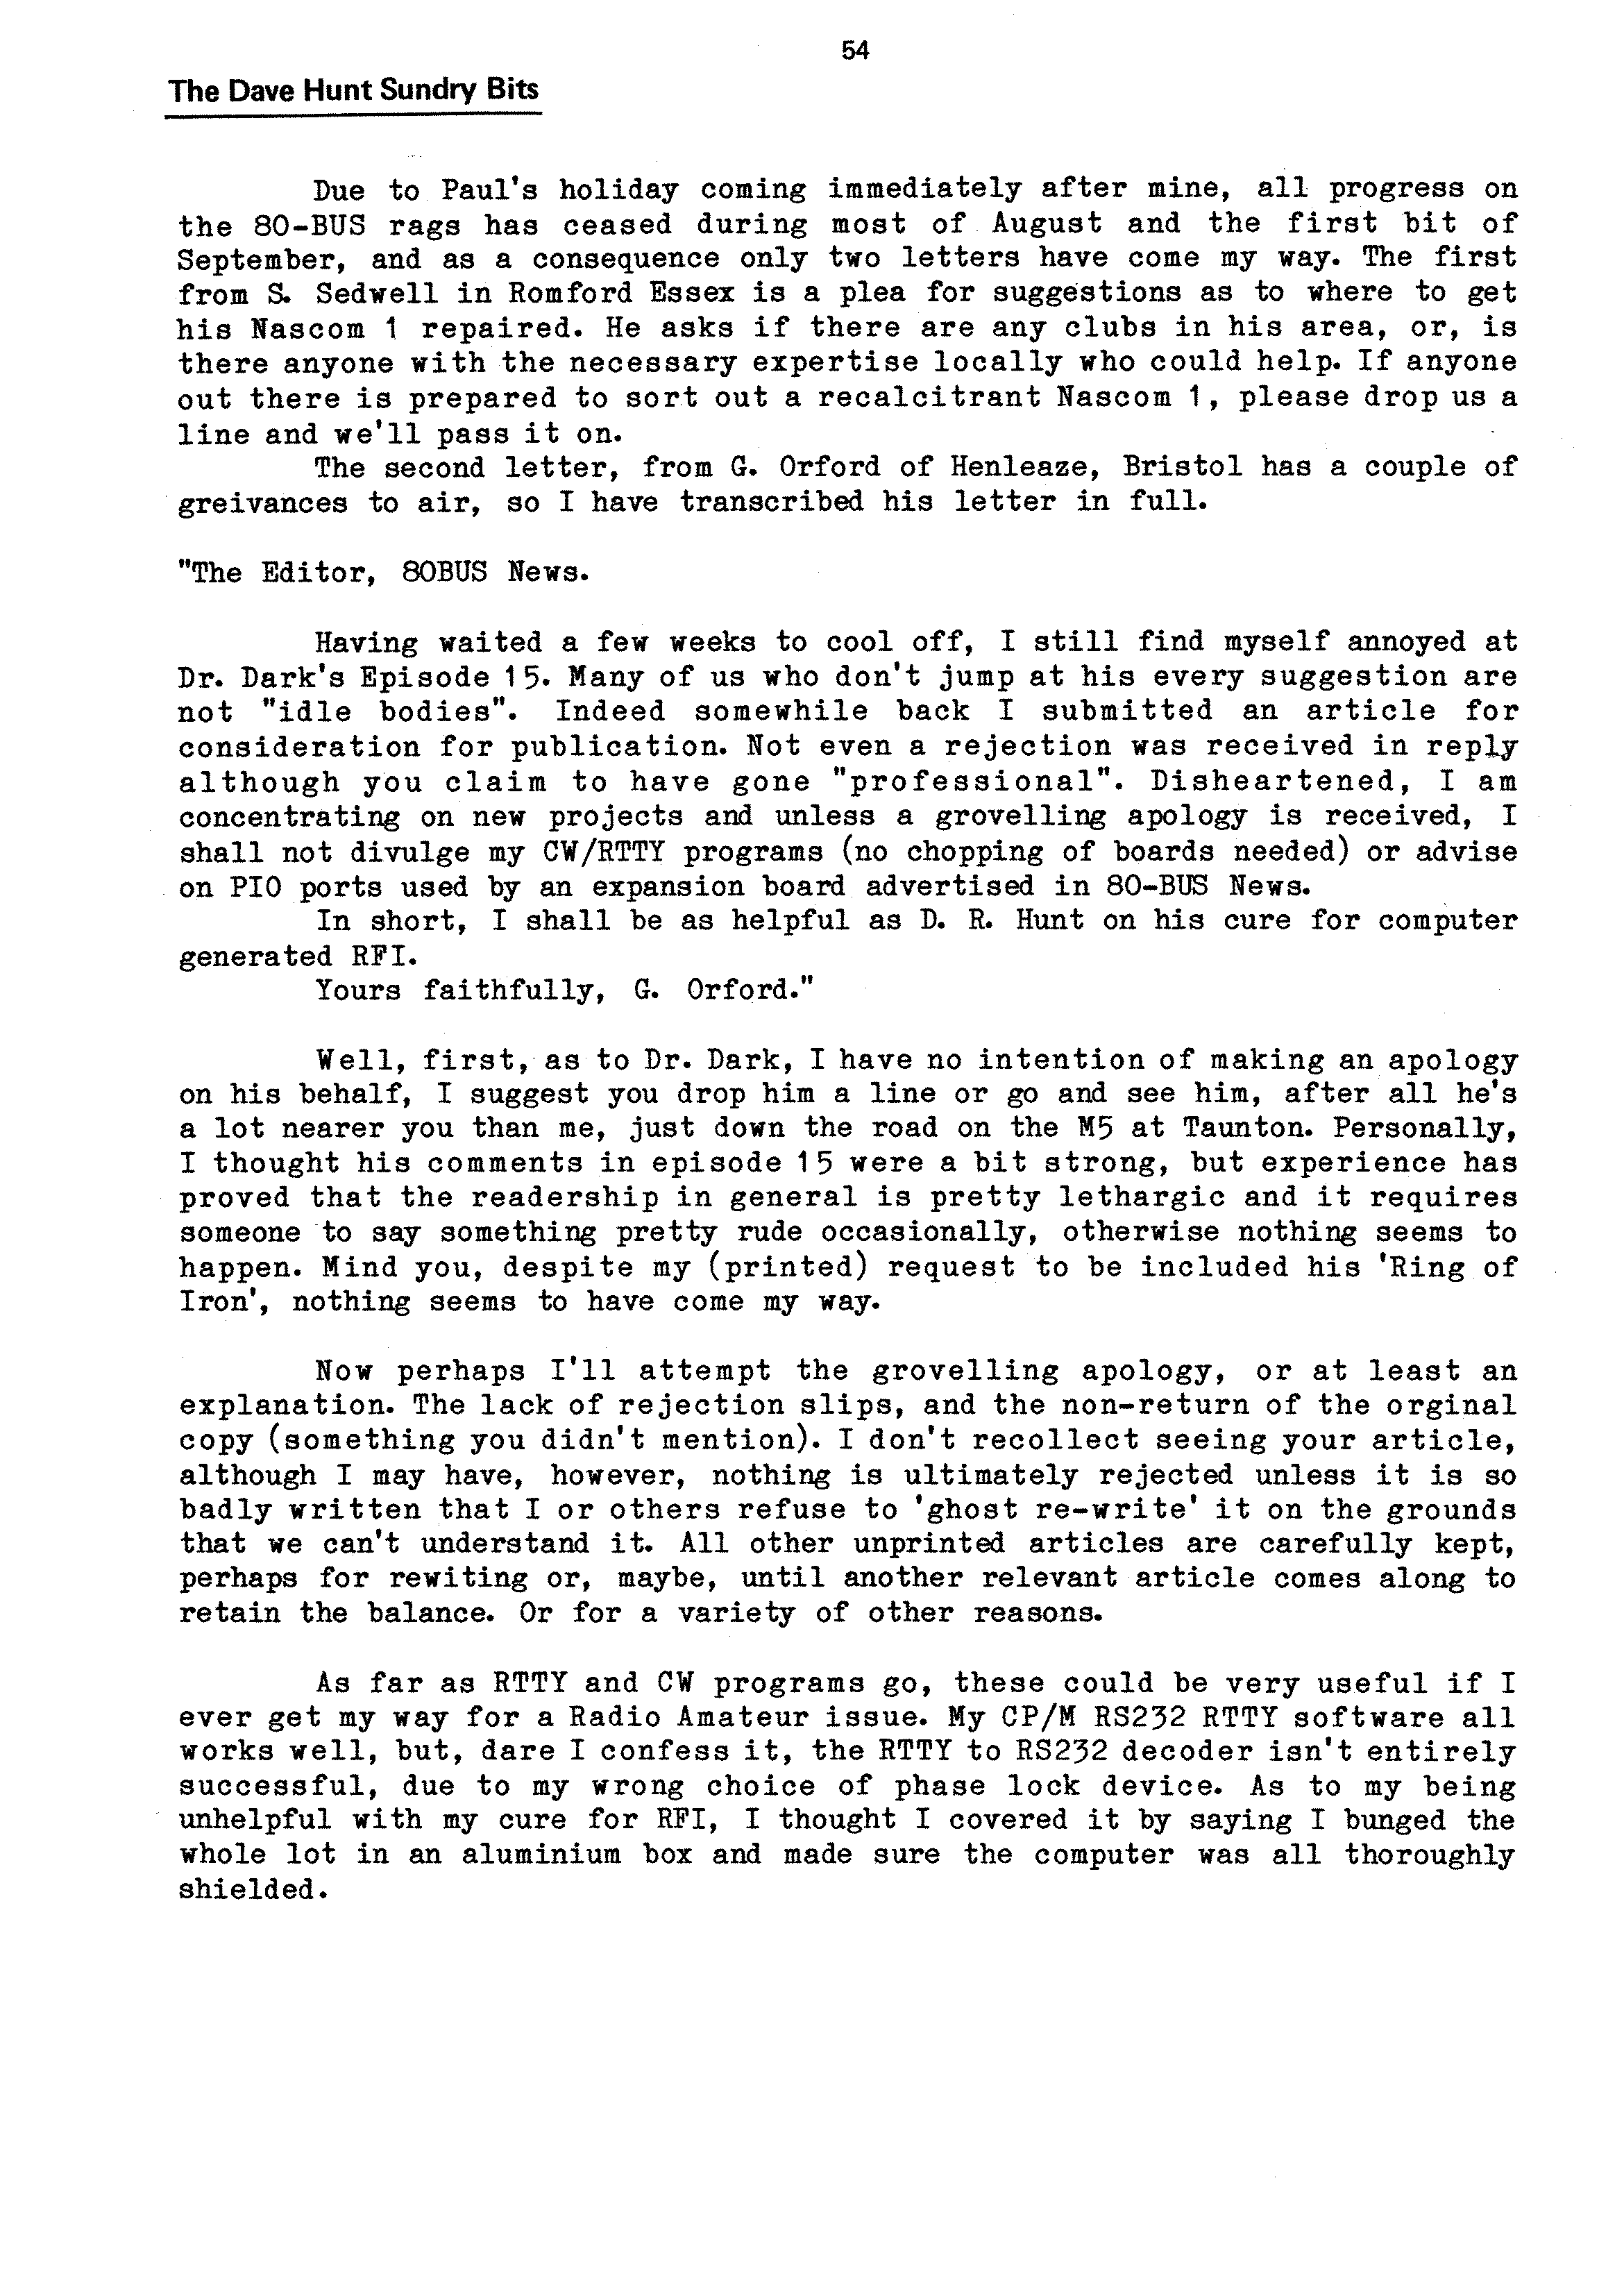 54
The Dave Hunt Sundry Bits
Due to Paul's holiday coming immediately after mine, all progress on
the 80-BUS rags has ceased during most of August and the first bit of
September, and as a consequence only two letters have come my way. The first
from S. Sedwell in Romford Essex is a plea for suggestions as to where to get
his Nascom 1 repaired. He asks if there are any clubs in his area, or, is
there anyone with the necessary expertise locally who could help. If anyone
out there is prepared to sort out a recalcitrant Nascom 1, please drop us a
line and we'll pass it on.
The second letter, from G. Orford of Henleaze, Bristol has a couple of
greivances to air, so I have transcribed his letter in full.
"The Editor, 80BUS News.
Having waited a few weeks to cool off, I still find myself annoyed at
Dr. Dark's Episode 15. Many of us who don't jump at his every suggestion are
not "idle bodies". Indeed somewhile back I submitted an article for
consideration for publication. Not even a rejection was received in reply
although you claim to have gone "professional". Disheartened, I am
concentrating on new projects and unless a grovelling apology is received, I
shall not divulge my CW/RTTY programs (no chopping of boards needed) or advise
on PIO ports used by an expansion board advertised in 80-BUS News.
In short, I shall be as helpful as D. R. Hunt on his cure for computer
generated RFI.
Yours faithfully, G. Orford."
Well, first, as to Dr. Dark, I have no intention of making an apology
on his behalf, I suggest you drop him a line or go and see him, after all he's
a lot nearer you than me, just down the road on the M5 at Taunton. Personally,
I thought his comments in episode 15 were a bit strong, but experience has
proved that the readership in general is pretty lethargic and it requires
someone to say something pretty rude occasionally, otherwise nothing seems to
happen. Mind you, despite my (printed) request to be included his 'Ring of
Iron', nothing seems to have come my way.
Now perhaps I'll attempt the grovelling apology, or at least an
explanation. The lack of rejection slips, and the non-return of the orginal
copy (something you didn't mention). I don't recollect seeing your article,
although I may have, however, nothing is ultimately rejected unless it is so
badly written that I or others refuse to 'ghost re-write' it on the grounds
that we can't understand it. All other unprinted articles are carefully kept,
perhaps for rewiting or, maybe, until another relevant article comes along to
retain the balance. Or for a variety of other reasons.
As far as RTTY and CW programs go, these could be very useful if I
ever get my way for a Radio Amateur issue. My CP/M RS232 RTTY software all
works well, but, dare I confess it, the RTTY to RS232 decoder isn't entirely
successful, due to my wrong choice of phase lock device. As to my being
unhelpful with my cure for RFI, I thought I covered it by saying I bunged the
whole lot in an aluminium box and made sure the computer was all thoroughly
shielded.